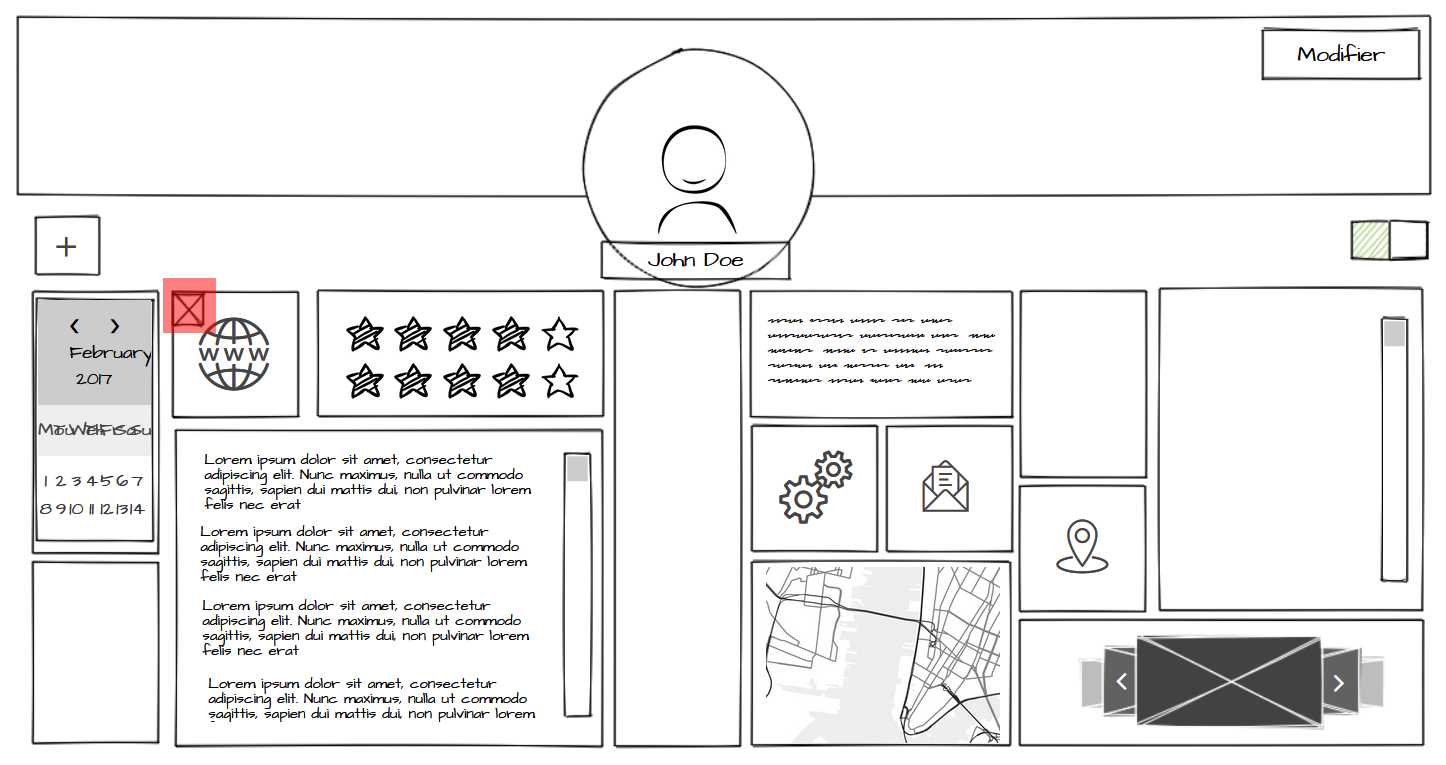 Modifier
+
John Doe
February
2017
1 2 3 4 5 6 7
8 9 10 11 12 13 14
WWW
Lorem ipsum dolor sit amet, consectetur
adipiscing elit. Nunc maximus, nulla ut commodo
sagittis, sapien dui mattis dui, non pulvinar lorem
felis nec erat
Lorem ipsum dolor sit amet, consectetur
adipiscing elit. Nunc maximus, nulla ut commodo
sagittis, sapien dui mattis dui, non pulvinar lorem
felis nec erat
Lorem ipsum dolor sit amet, consectetur
adipiscing elit. Nunc maximus, nulla ut commodo
sagittis, sapien dui mattis dui, non pulvinar lorem
felis nec erat
Lorem ipsum dolor sit amet, consectetur
adipiscing elit. Nunc maximus, nulla ut commodo
sagittis, sapien dui mattis dui, non pulvinar lorem